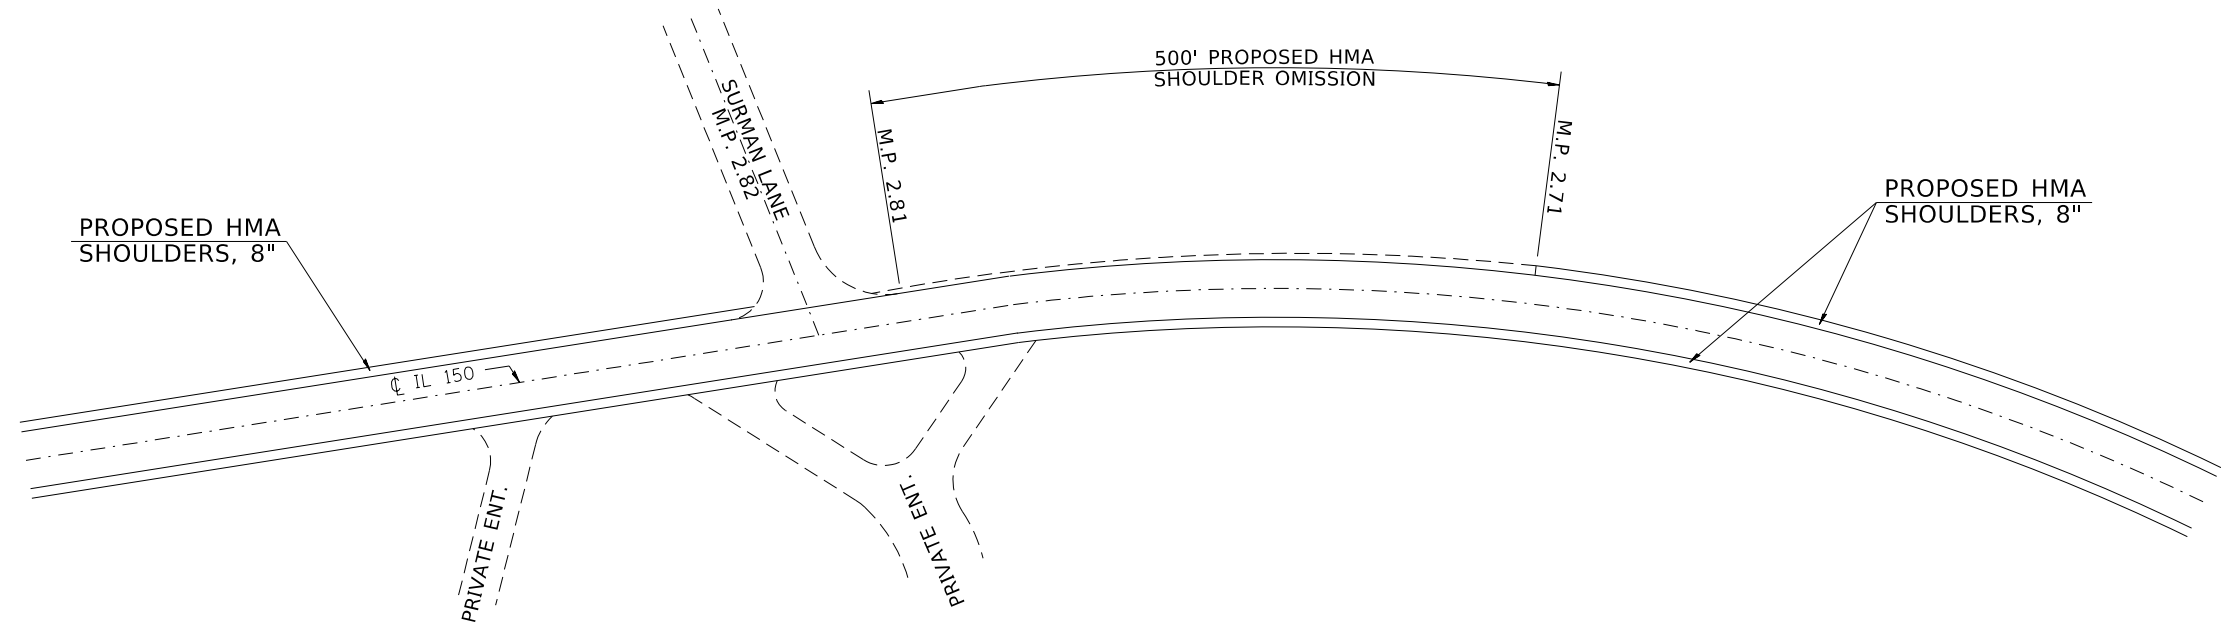 500' PROPOSED HMA
SHOULDER OMISSION
SURMAN LANE
M.P. 2.82
M.P. 2.81
M.P. 2.71
PROPOSED HMA
SHOULDERS, 8"
PROPOSED HMA
SHOULDERS, 8"
℄ IL 150
PRIVATE ENT.
PRIVATE ENT.